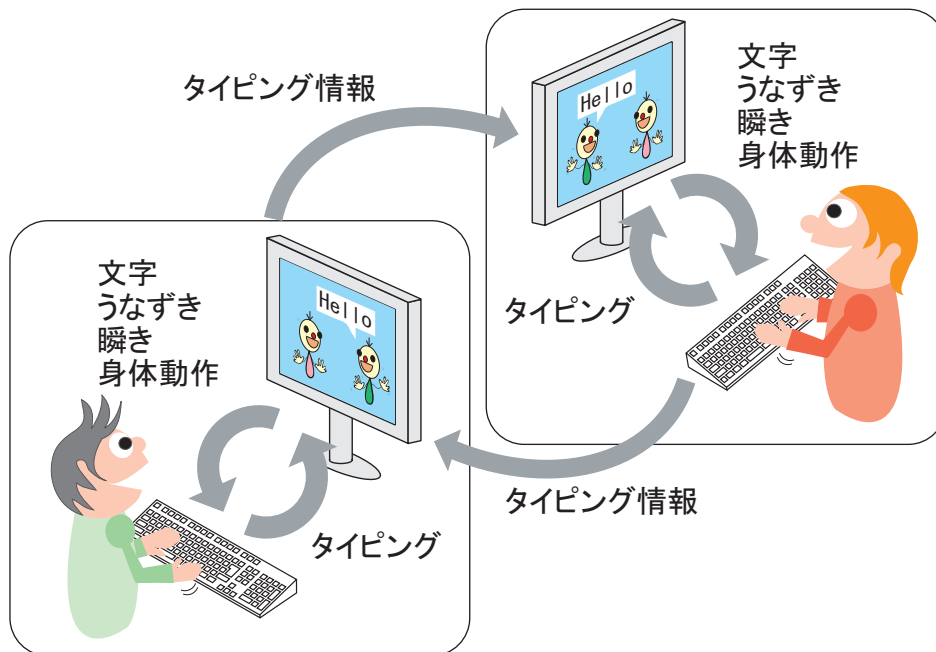 タイピング情報
Hello
文字
うなずき
瞬き
身体動作
タイピング
文字
うなずき
瞬き
身体動作
Hello
タイピング
タイピング情報